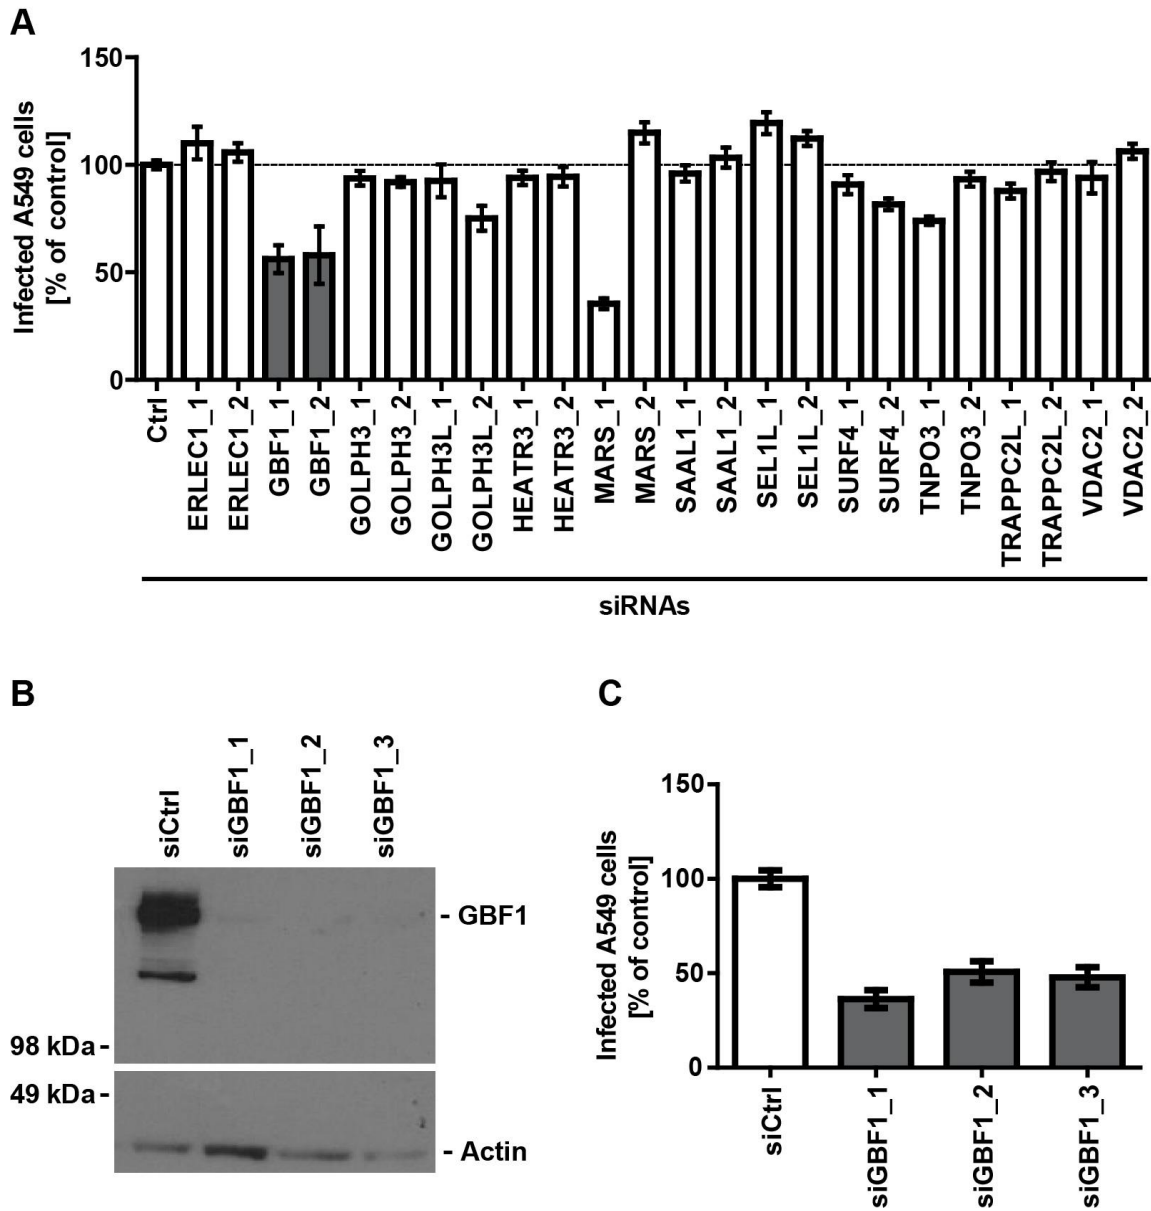 A
Infected A549 cells
[% of control]
150
100
50
0
Ctrl
ERLEC1_1
ERLEC1_2
GBF1_1
GBF1_2
GOLPH3_1
GOLPH3_2
GOLPH3L_1
GOLPH3L_2
HEATR3_1
HEATR3_2
MARS_1
MARS_2
SAAL1_1
SAAL1_2
SEL1L_1
SEL1L_2
SURF4_1
SURF4_2
TNPO3_1
TNPO3_2
TRAPPC2L_1
TRAPPC2L_2
VDAC2_1
VDAC2_2
siRNAs
B
siCtrl
siGBF1_1
siGBF1_2
siGBF1_3
- GBF1
98 kDa -
49 kDa -
- Actin
C
Infected A549 cells
[% of control]
150
100
50
0
siCtrl
siGBF1_1
siGBF1_2
siGBF1_3